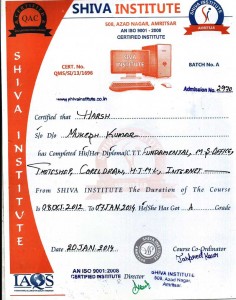 SHIVA INSTITUTE
508, AZAD NAGAR, AMRITSAR
AN ISO 9001 : 2008
CERTIFIED INSTITUTE
QAC
CERT. No.
QMS/SI/13/1696
BATCH No. A
Admission No. 2970
www.shivainstitute.co.in
SHIVA INSTITUTE
Certified that HARSH
S/o D/o MUKESH KUMAR
has Completed His/Her Diploma/C.T.T. FUNDAMENTAL, M.S OFFICE,
PHOTOSHOP, CORELDRAW, H.T.M.L, INTERNET
From SHIVA INSTITUTE The Duration of The Course
is 08 OCT. 2013 to 07 JAN 2014 He/She Has Got A Grade
Date 20 JAN. 2014
Course Co-Ordinator
AN ISO 9001:2008
CERTIFIED INSTITUTE
Director
SHIVA INSTITUTE
508, Azad Nagar
Amritsar
IAQS